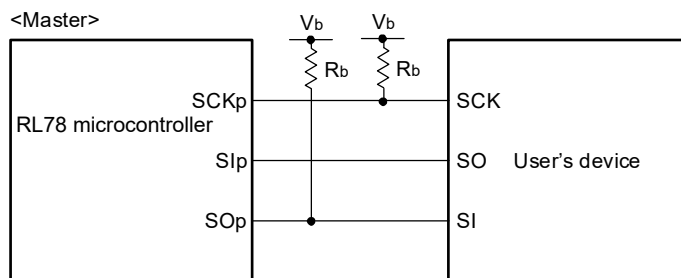 <Master>
Vb Vb
Rb Rb
SCKp SCK
RL78 microcontroller
SIp SO User's device
SOp SI